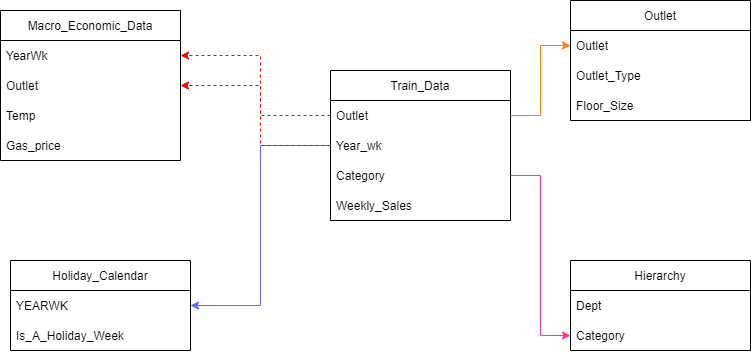 Macro_Economic_Data
YearWk
Outlet
Temp
Gas_price
Train_Data
Outlet
Year_wk
Category
Weekly_Sales
Outlet
Outlet
Outlet_Type
Floor_Size
Holiday_Calendar
YEARWK
Is_A_Holiday_Week
Hierarchy
Dept
Category